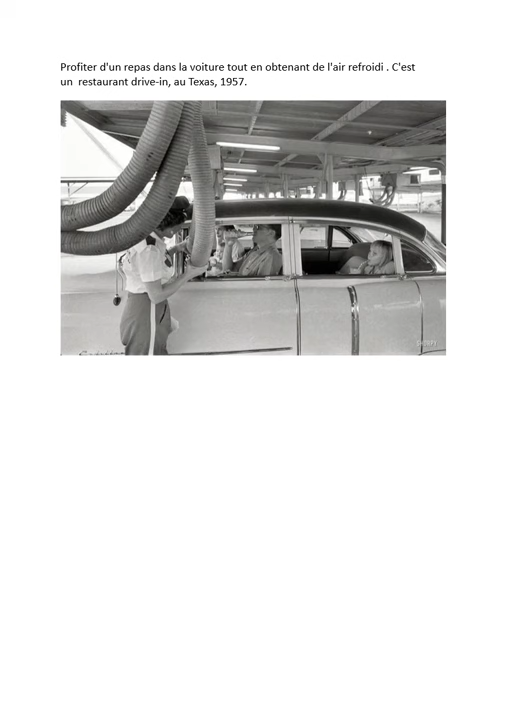 Profiter d'un repas dans la voiture tout en obtenant de l'air refroidi . C'est
un  restaurant drive-in, au Texas, 1957.
SHORPY